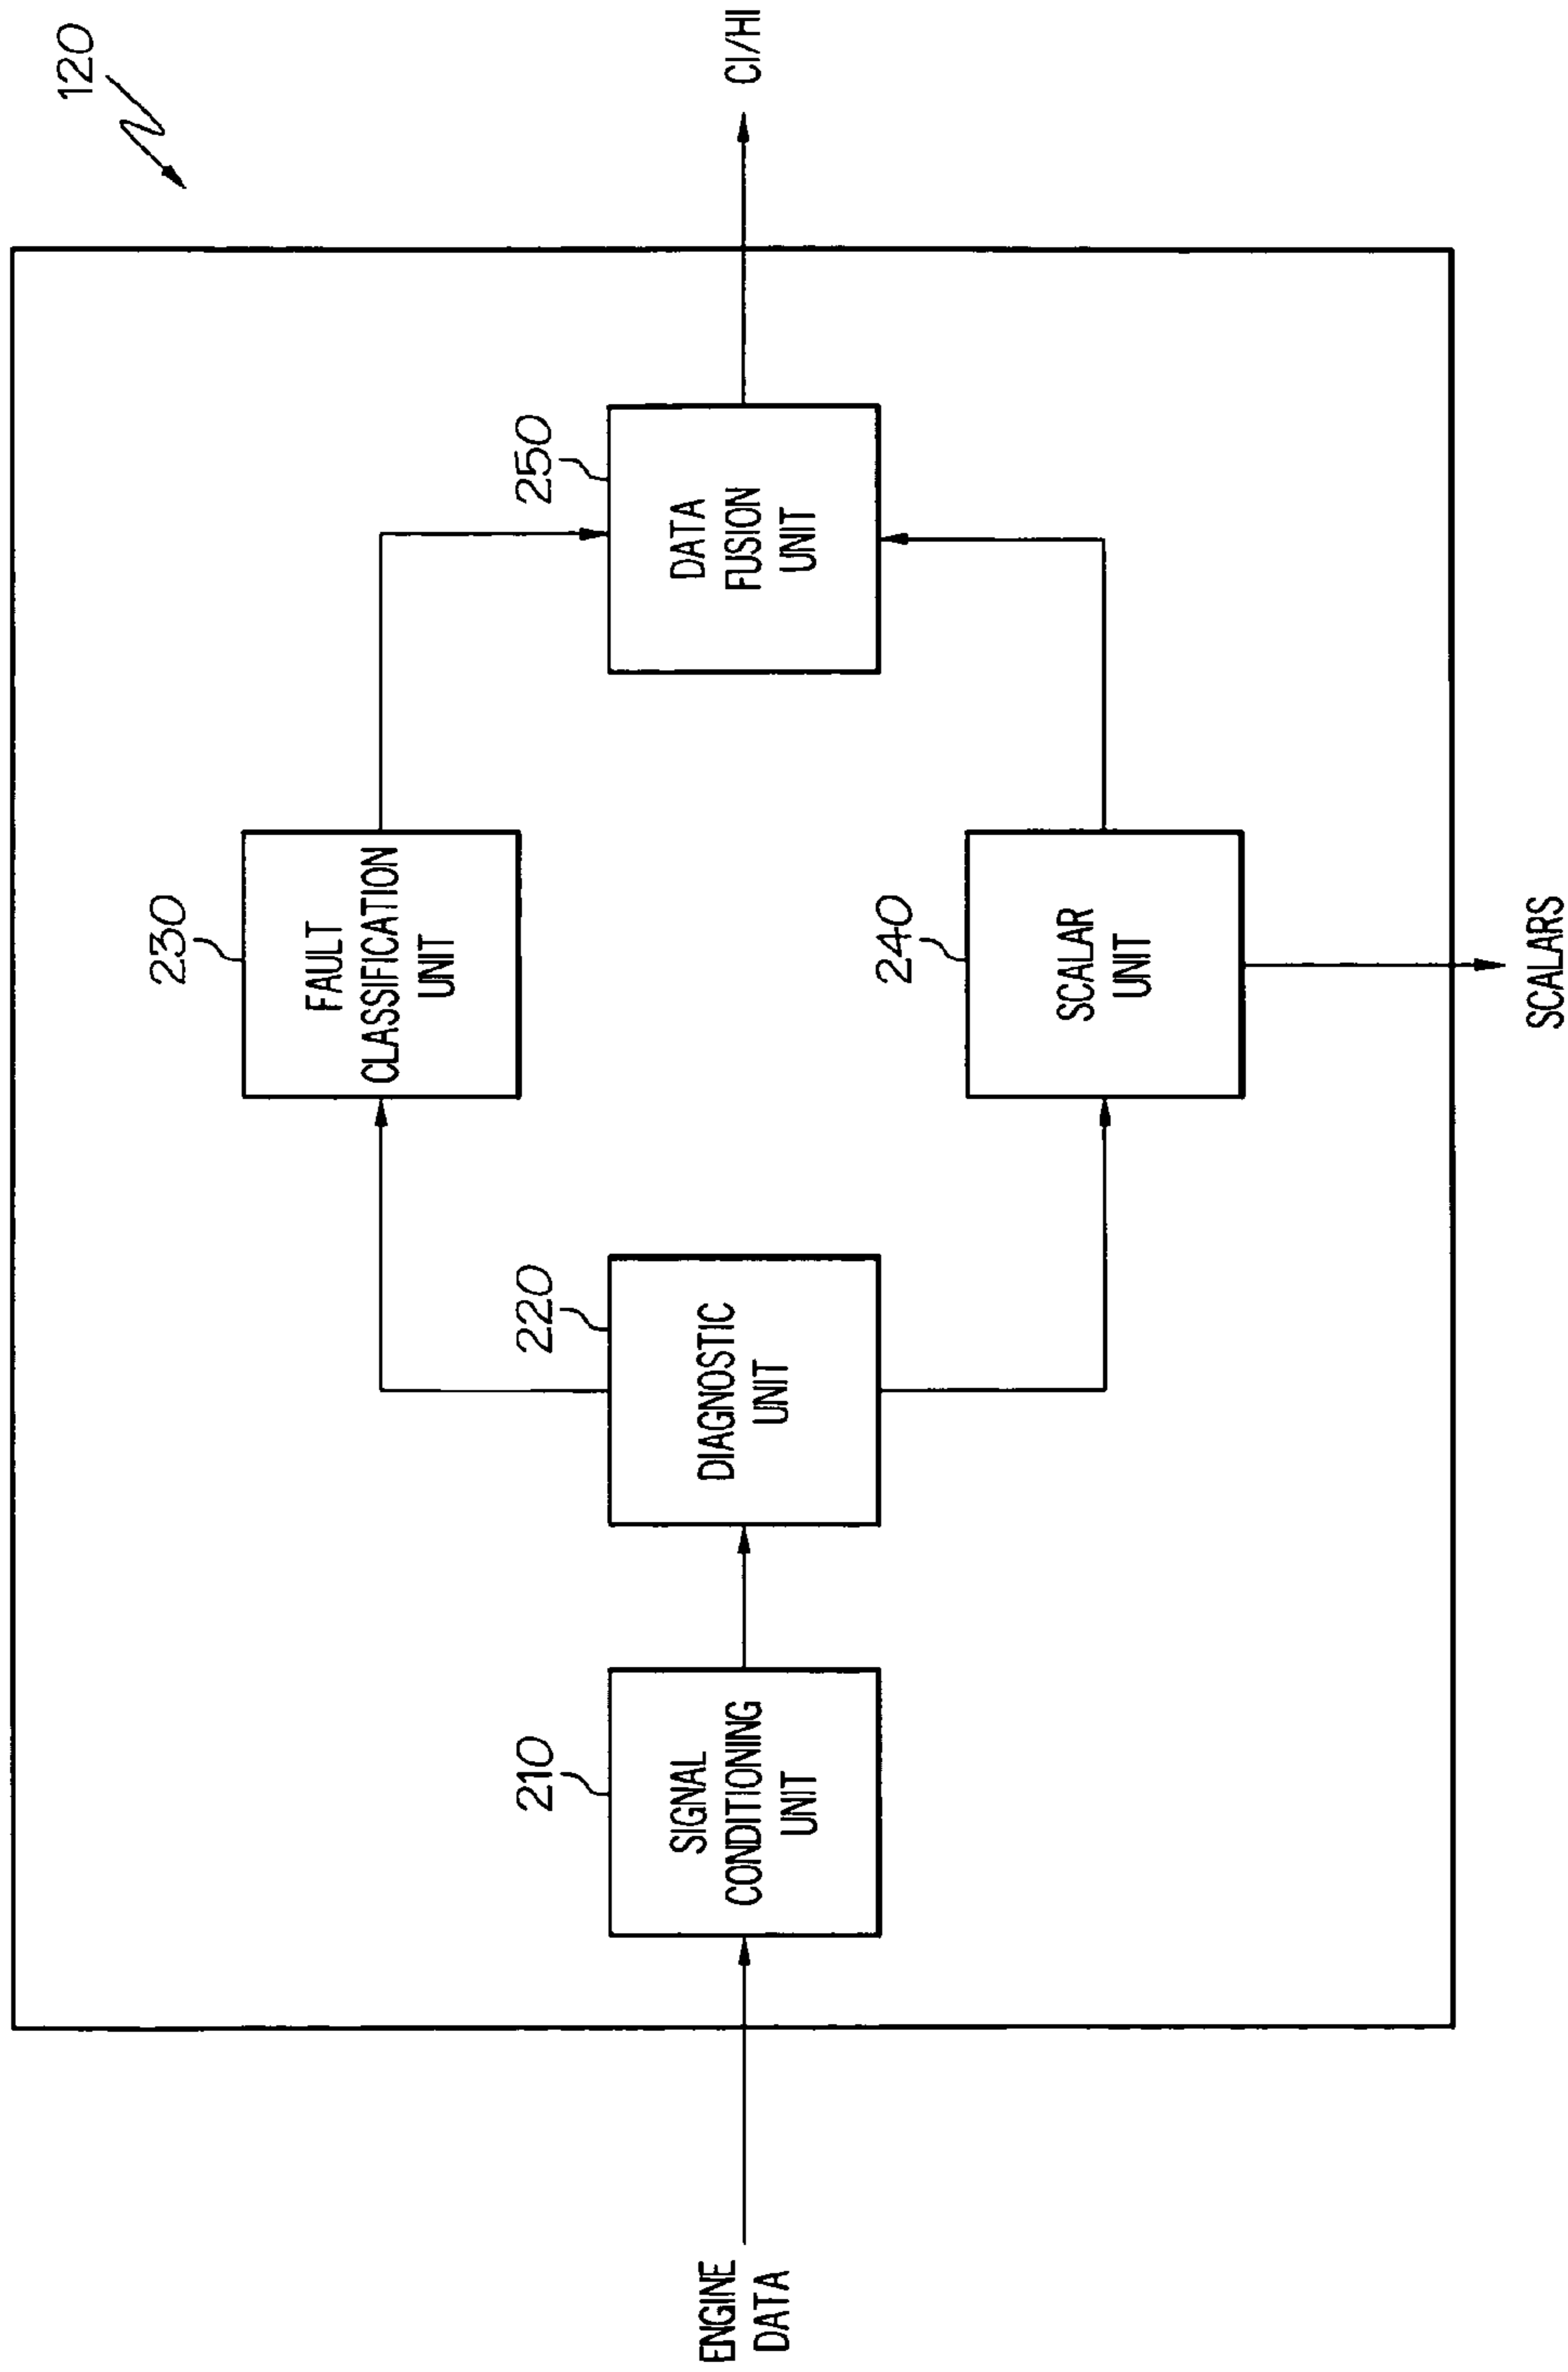 120
230
FAULT
CLASSIFICATION
UNIT
210
SIGNAL
CONDITIONING
UNIT
220
DIAGNOSTIC
UNIT
250
DATA
FUSION
UNIT
ENGINE
DATA
CI/HI
240
SCALAR
UNIT
SCALARS